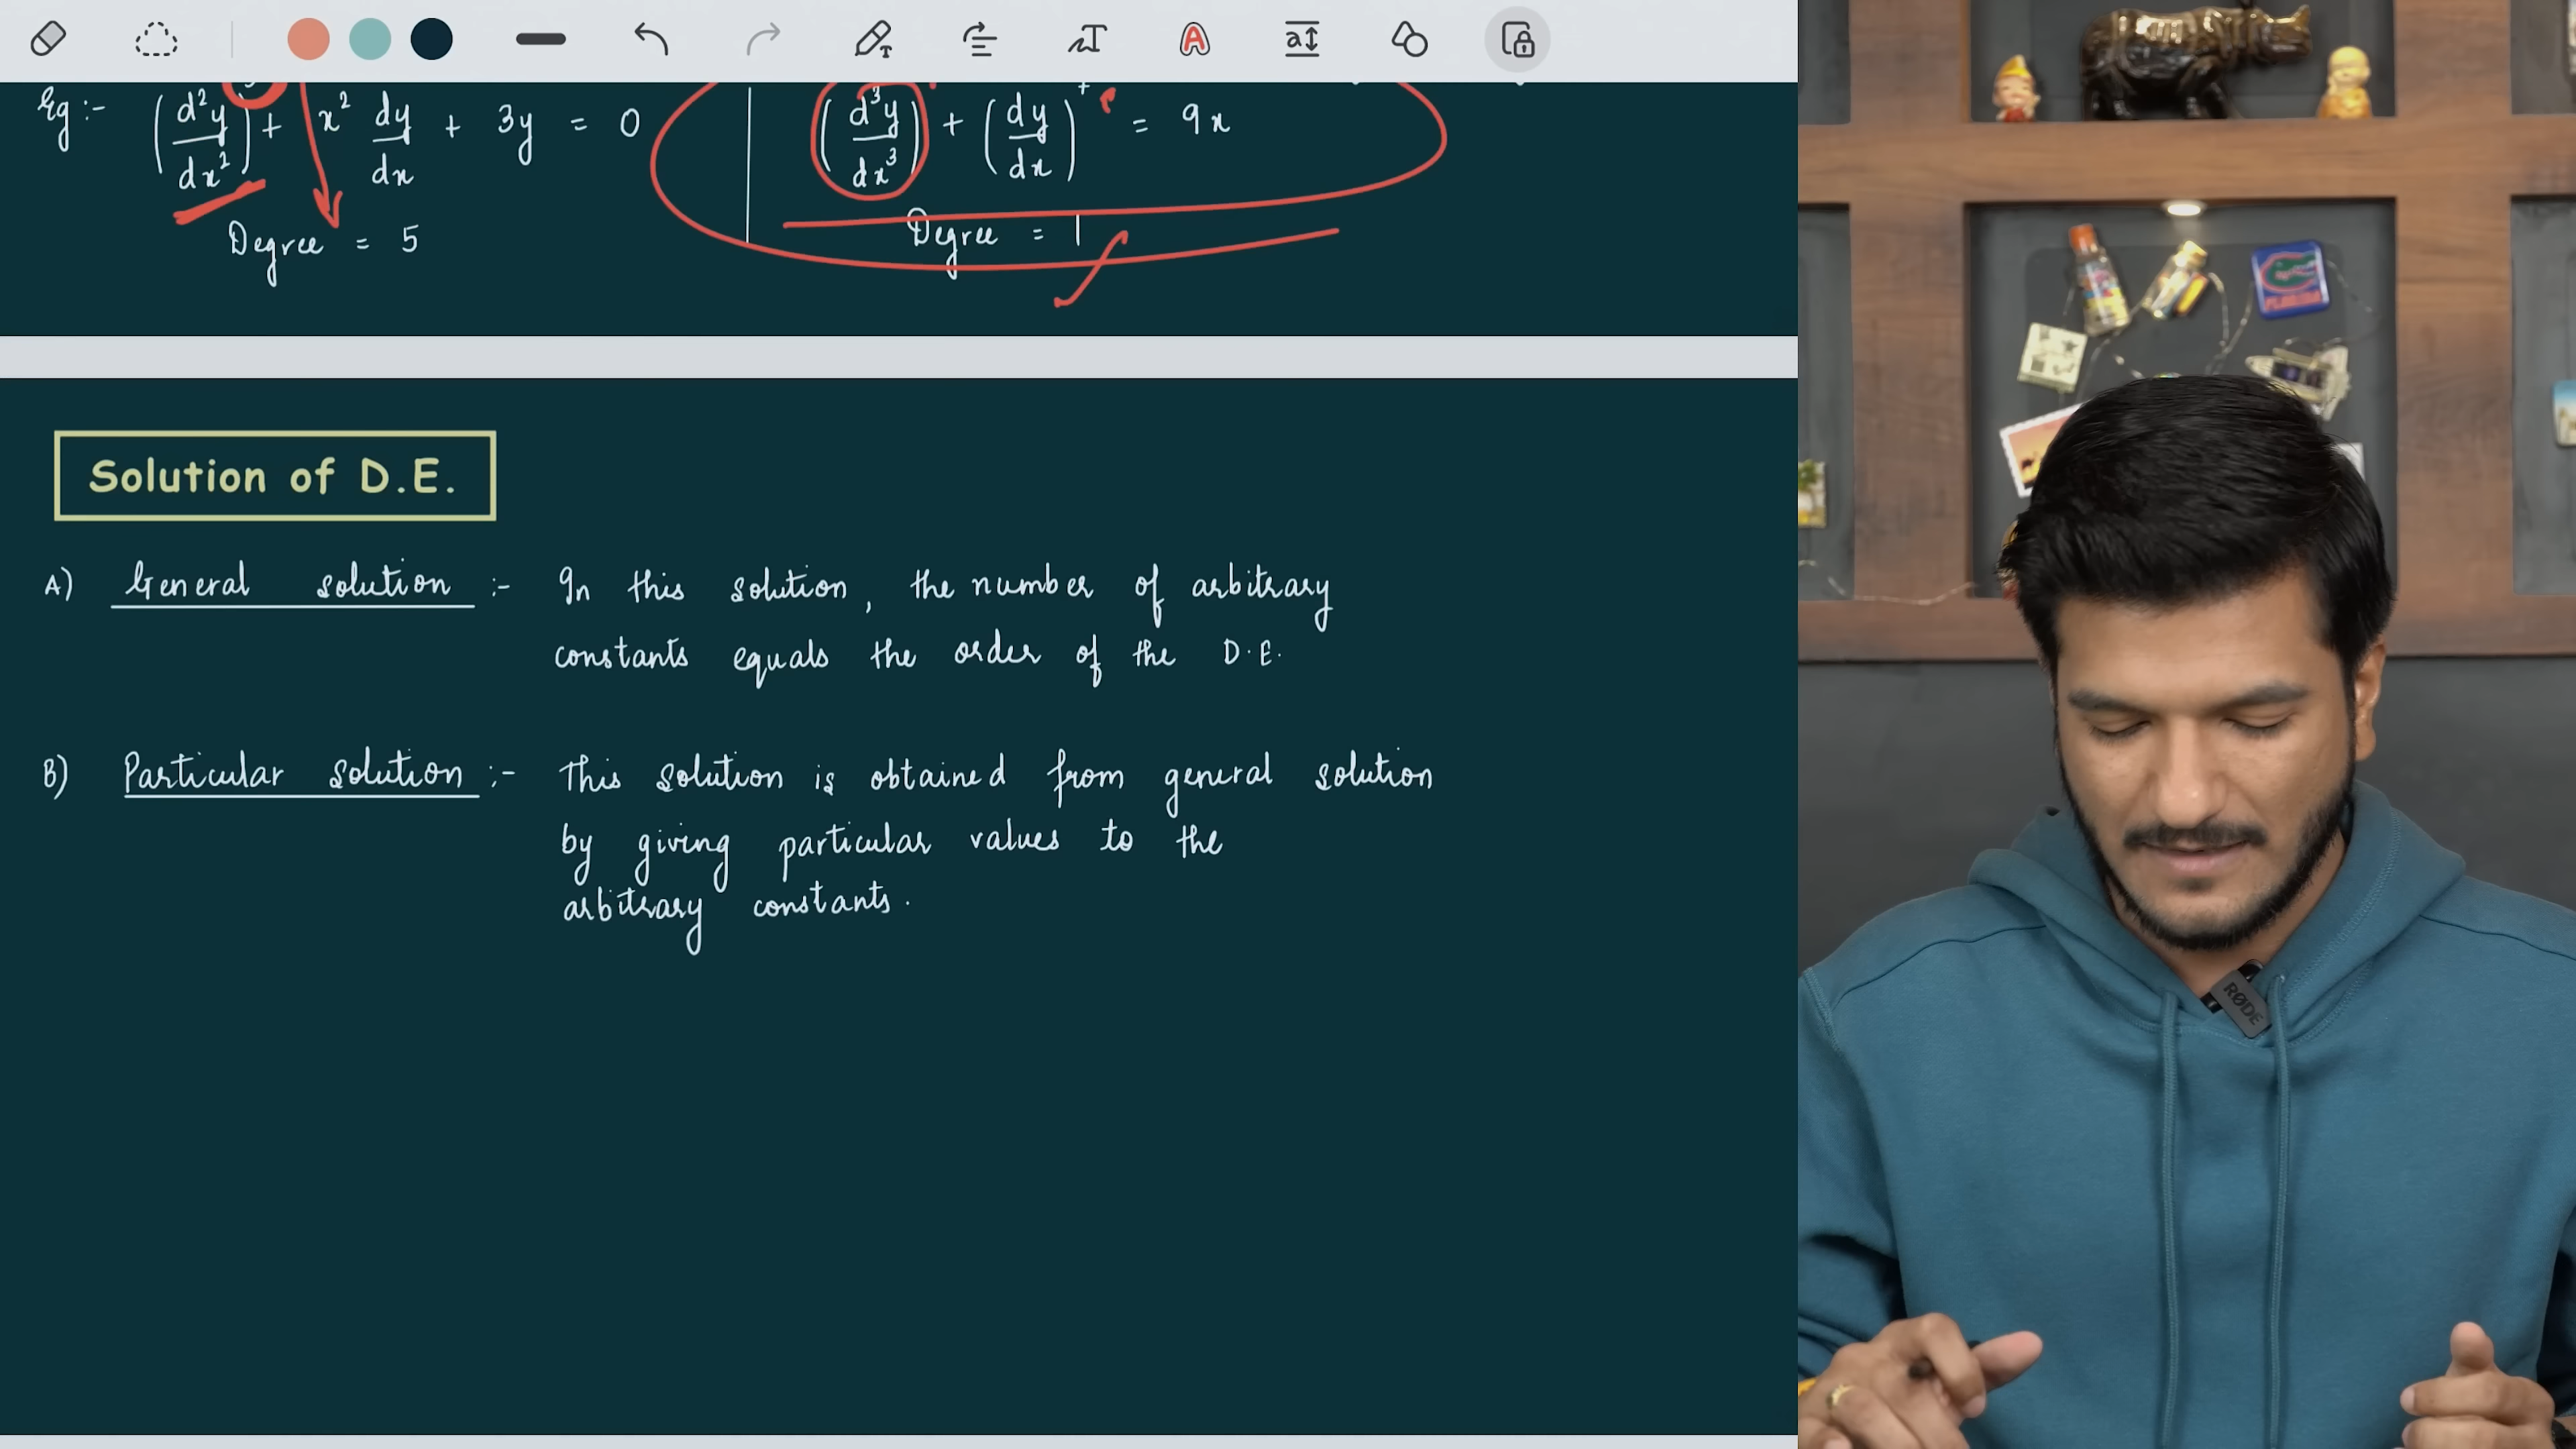 Eg :- (d²y/dx²) + x² dy/dx + 3y = 0
Degree = 5
(d³y/dx³) + (dy/dx) = 9x
Degree = 1
Solution of D.E.
A) General solution :- In this solution, the number of arbitrary
constants equals the order of the D.E.
B) Particular solution :- This solution is obtained from general solution
by giving particular values to the
arbitrary constants.
FLORIDA
RØDE